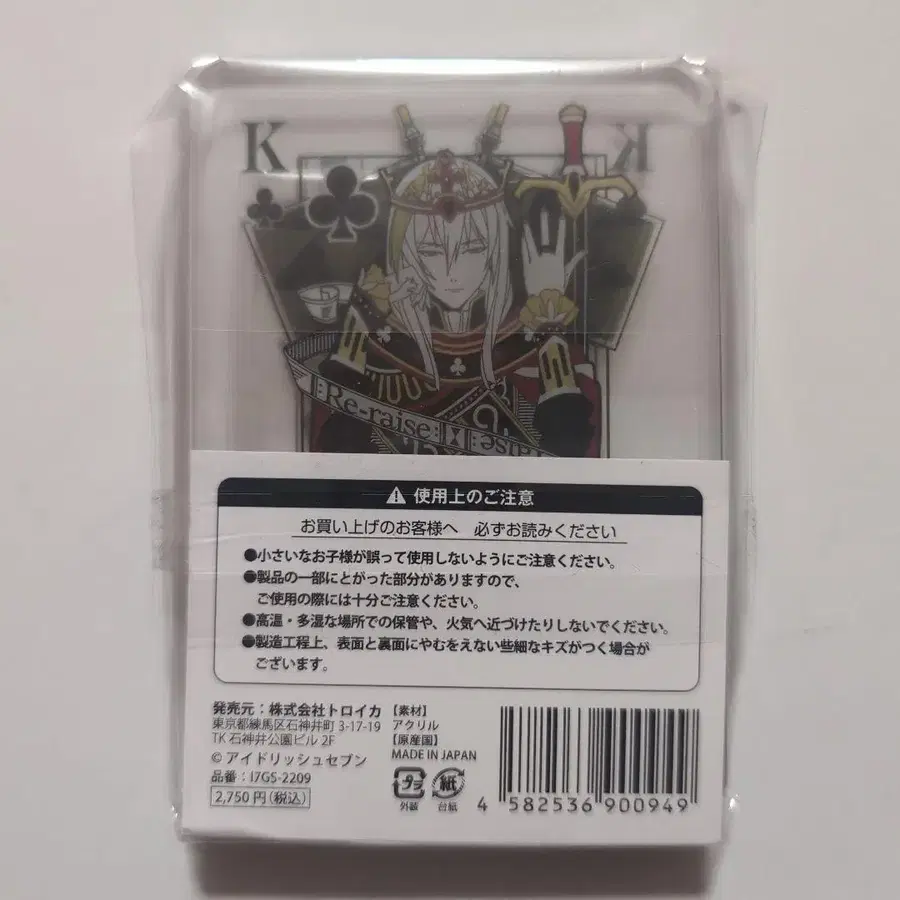 K
K
Re-raise
⚠ 使用上のご注意
お買い上げのお客様へ 必ずお読みください
●小さいなお子様が誤って使用しないようにご注意ください。
●製品の一部にとがった部分がありますので、
ご使用の際には十分ご注意ください。
●高温・多湿な場所での保管や、火気へ近づけたりしないでください。
●製造工程上、表面と裏面にやむをえない些細なキズがつく場合が
ございます。
発売元：株式会社トロイカ
東京都練馬区石神井町 3-17-19
TK 石神井公園ビル 2F
© アイドリッシュセブン
品番：I7GS-2209
2,750 円(税込)
【素材】
アクリル
【原産国】
MADE IN JAPAN
プラ
外装
紙
台紙
4 582536 900949